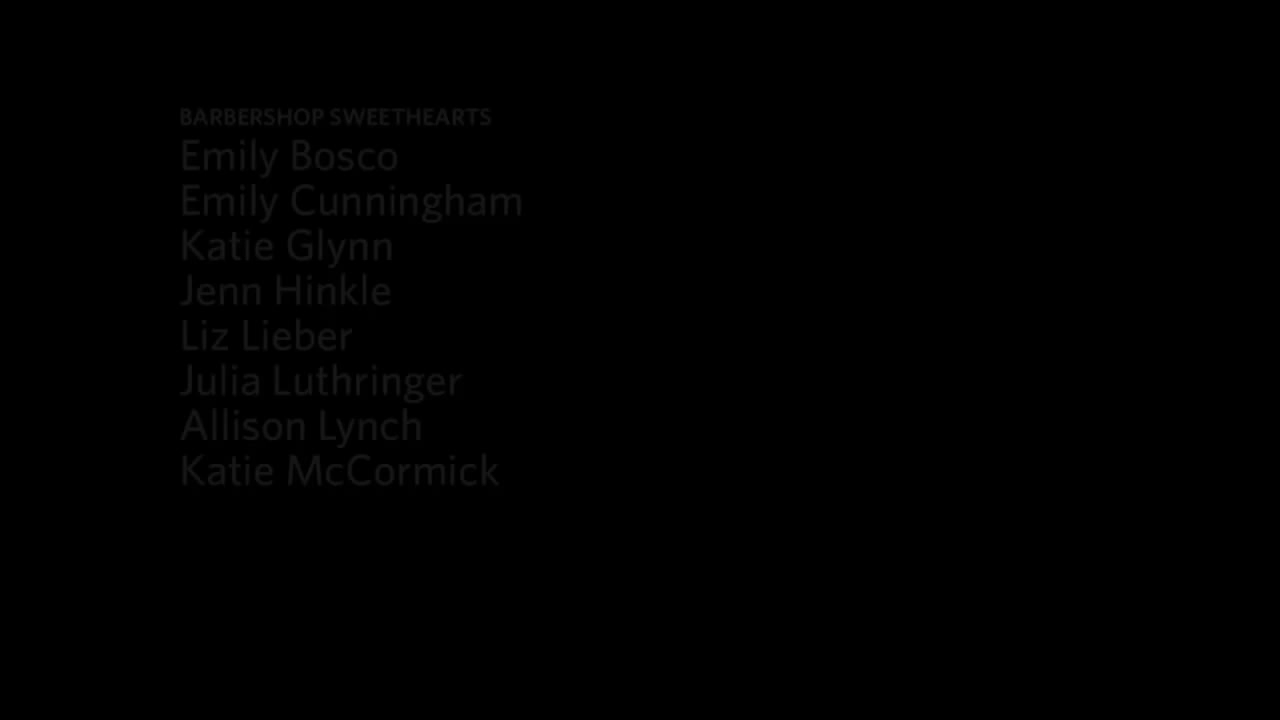 BARBERSHOP SWEETHEARTS
Emily Bosco
Emily Cunningham
Katie Glynn
Jenn Hinkle
Liz Lieber
Julia Luthringer
Allison Lynch
Katie McCormick